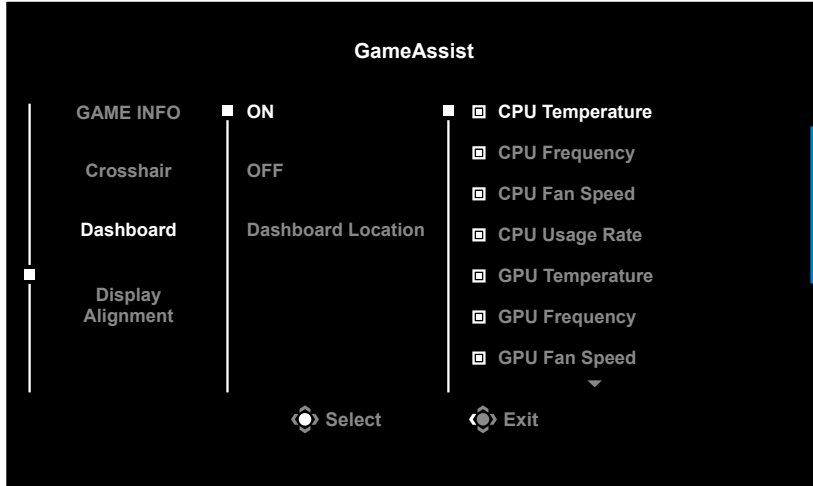 GameAssist
GAME INFO
Crosshair
Dashboard
Display
Alignment
ON
OFF
Dashboard Location
CPU Temperature
CPU Frequency
CPU Fan Speed
CPU Usage Rate
GPU Temperature
GPU Frequency
GPU Fan Speed
Select
Exit